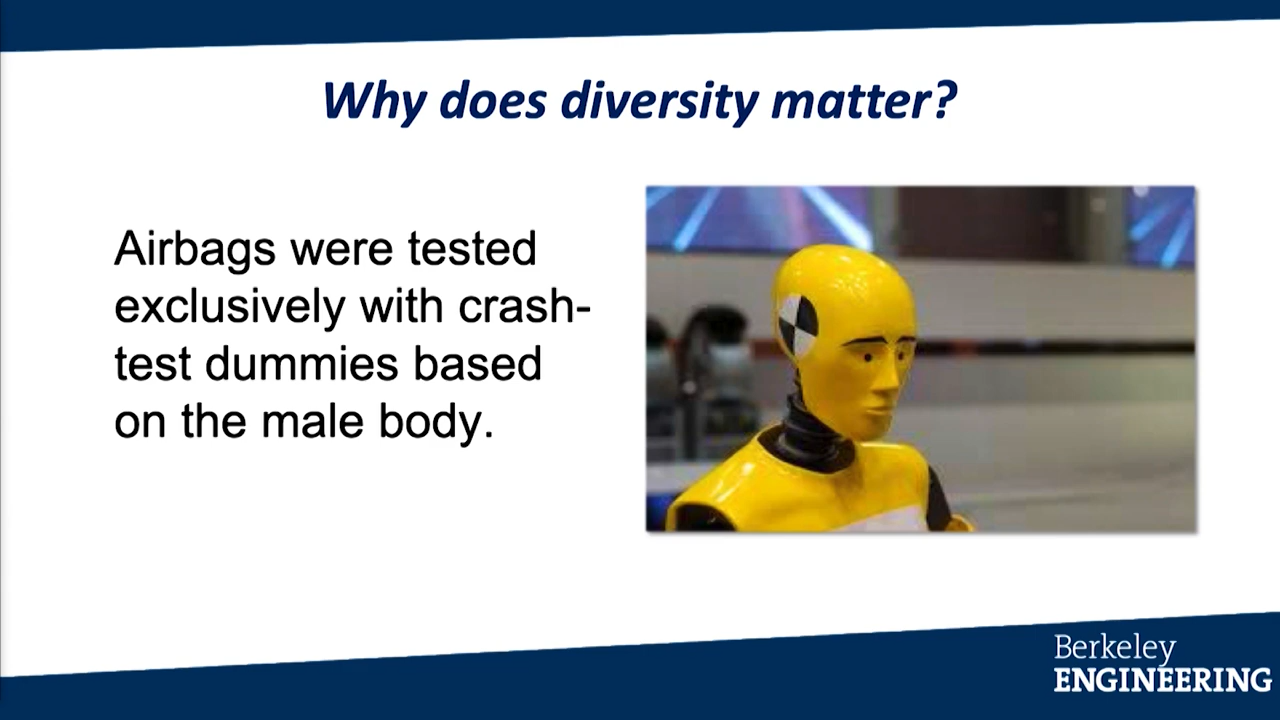 Why does diversity matter?
Airbags were tested
exclusively with crash-
test dummies based
on the male body.
Berkeley
ENGINEERING